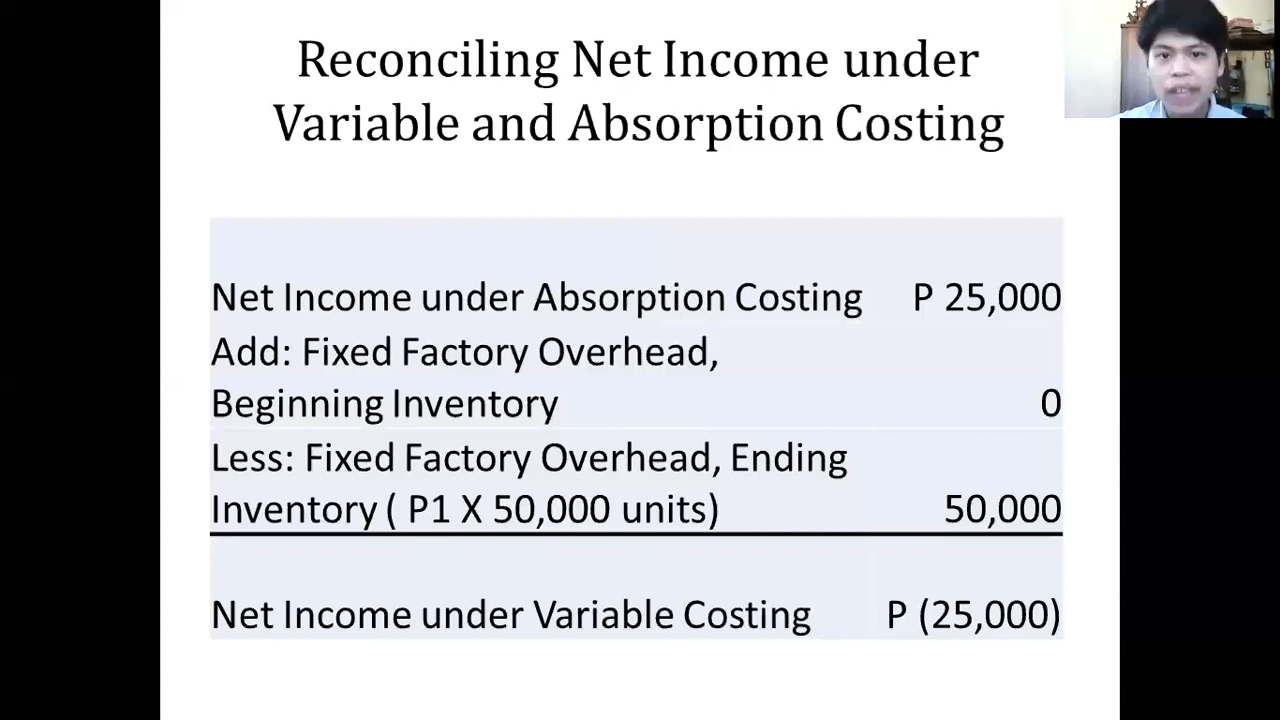 Reconciling Net Income under
Variable and Absorption Costing
Net Income under Absorption Costing P 25,000
Add: Fixed Factory Overhead,
Beginning Inventory 0
Less: Fixed Factory Overhead, Ending
Inventory ( P1 X 50,000 units) 50,000
Net Income under Variable Costing P (25,000)